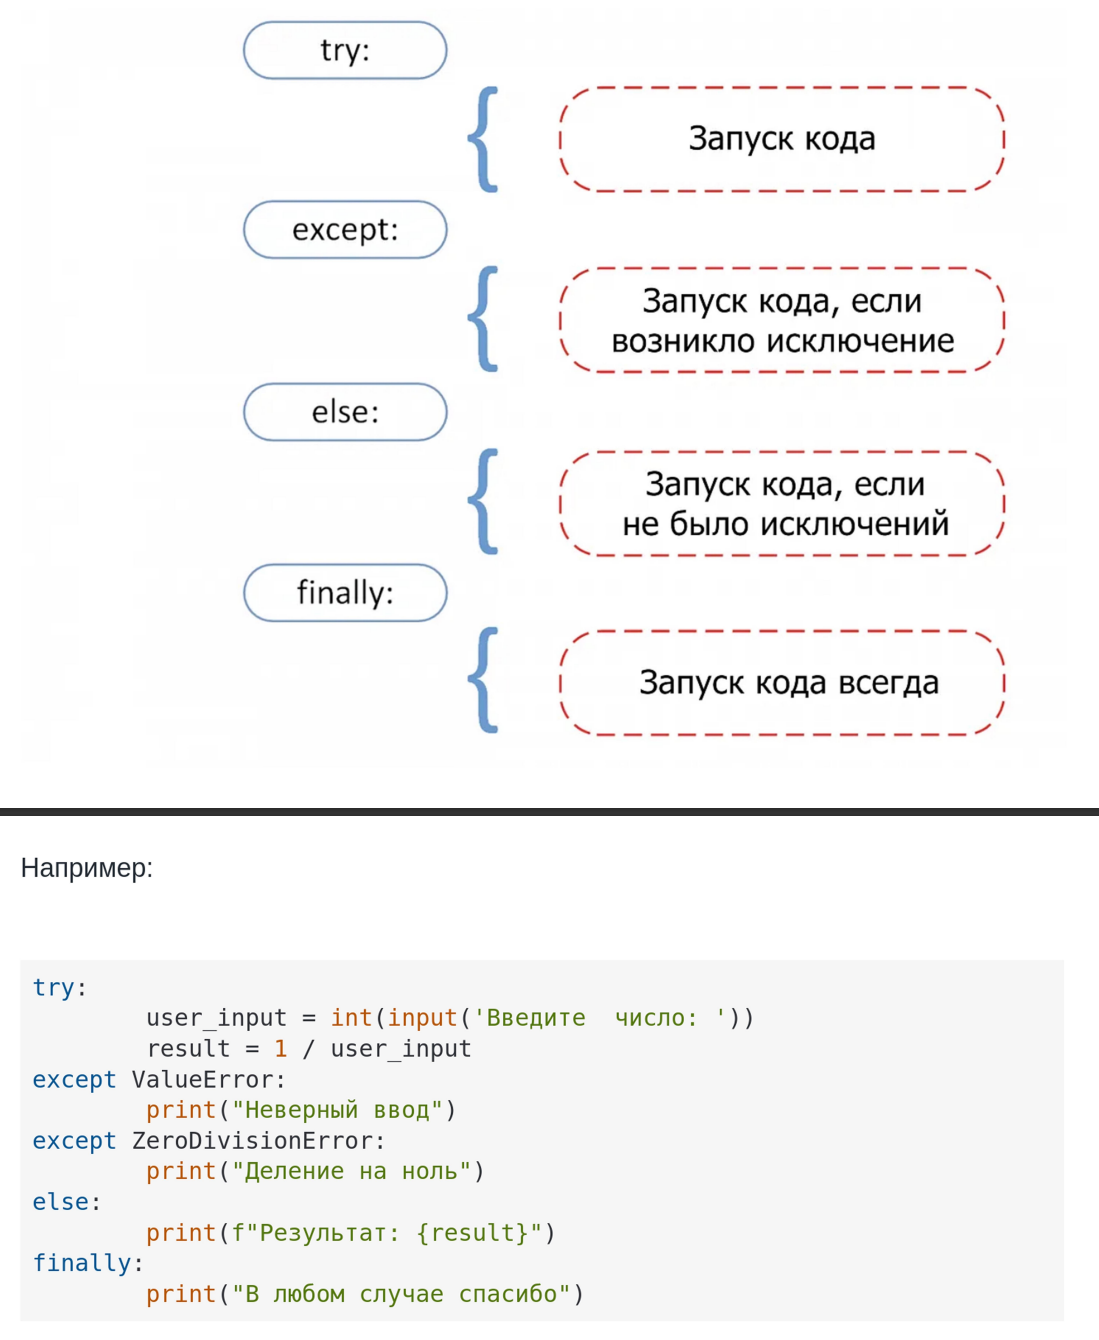 try:
Запуск кода
except:
Запуск кода, если
возникло исключение
else:
Запуск кода, если
не было исключений
finally:
Запуск кода всегда
Например:
try:
        user_input = int(input('Введите  число: '))
        result = 1 / user_input
except ValueError:
        print("Неверный ввод")
except ZeroDivisionError:
        print("Деление на ноль")
else:
        print(f"Результат: {result}")
finally:
        print("В любом случае спасибо")